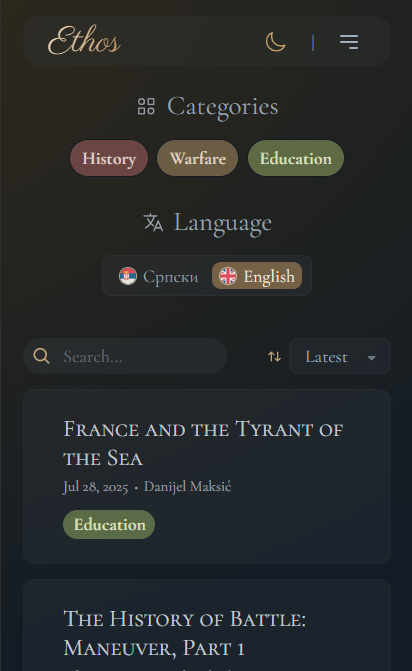 Ethos
Categories
History Warfare Education
Language
Српски English
Search... Latest
France and the Tyrant of
the Sea
Jul 28, 2025 • Danijel Maksić
Education
The History of Battle:
Maneuver, Part 1